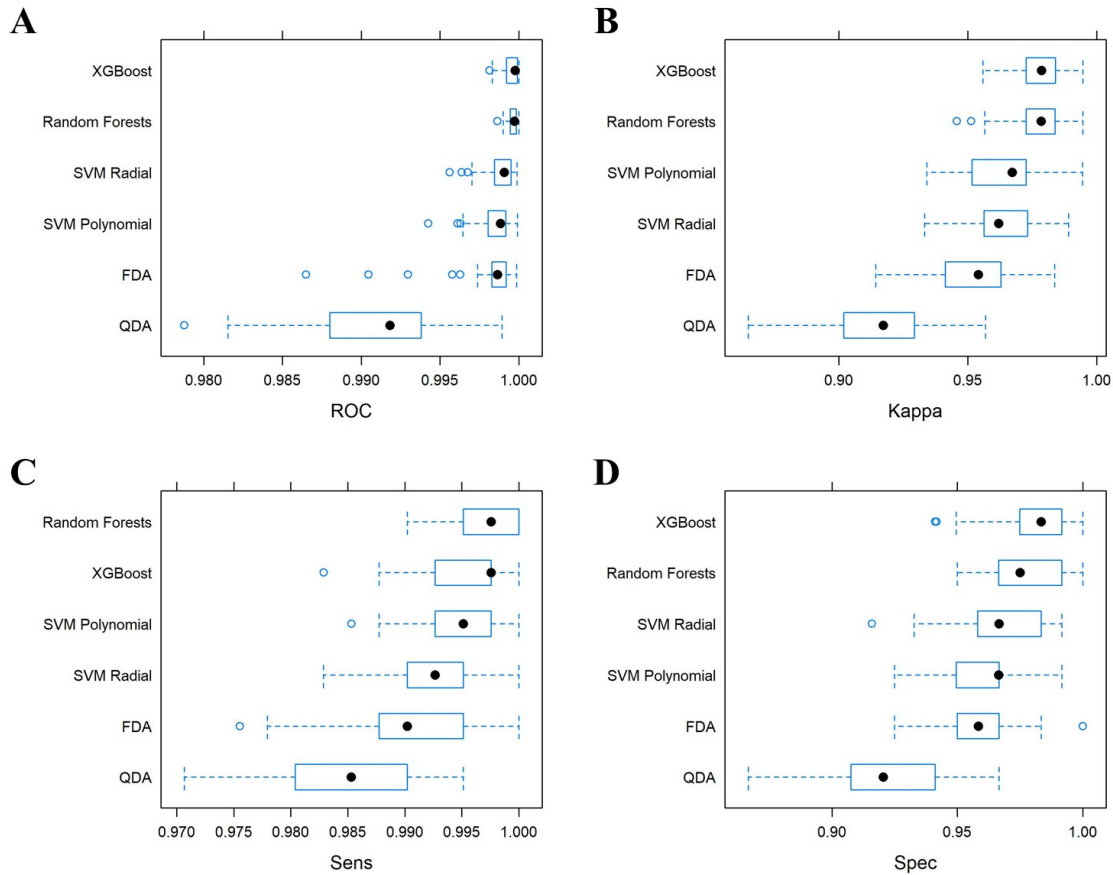 A
XGBoost
Random Forests
SVM Radial
SVM Polynomial
FDA
QDA
0.980 0.985 0.990 0.995 1.000
ROC
B
XGBoost
Random Forests
SVM Polynomial
SVM Radial
FDA
QDA
0.90 0.95 1.00
Kappa
C
Random Forests
XGBoost
SVM Polynomial
SVM Radial
FDA
QDA
0.970 0.975 0.980 0.985 0.990 0.995 1.000
Sens
D
XGBoost
Random Forests
SVM Radial
SVM Polynomial
FDA
QDA
0.90 0.95 1.00
Spec